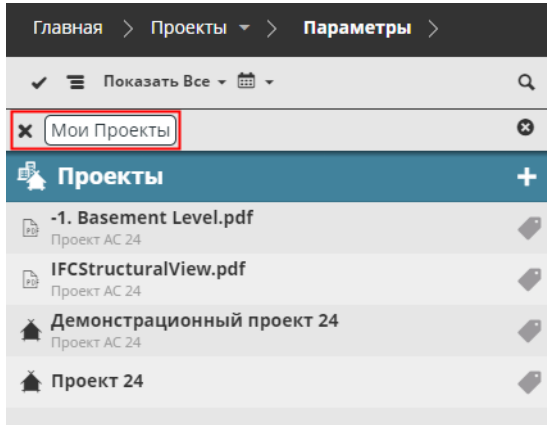 Главная > Проекты > Параметры >
Показать Все
Мои Проекты
Проекты
-1. Basement Level.pdf
Проект АС 24
IFCStructuralView.pdf
Проект АС 24
Демонстрационный проект 24
Проект АС 24
Проект 24